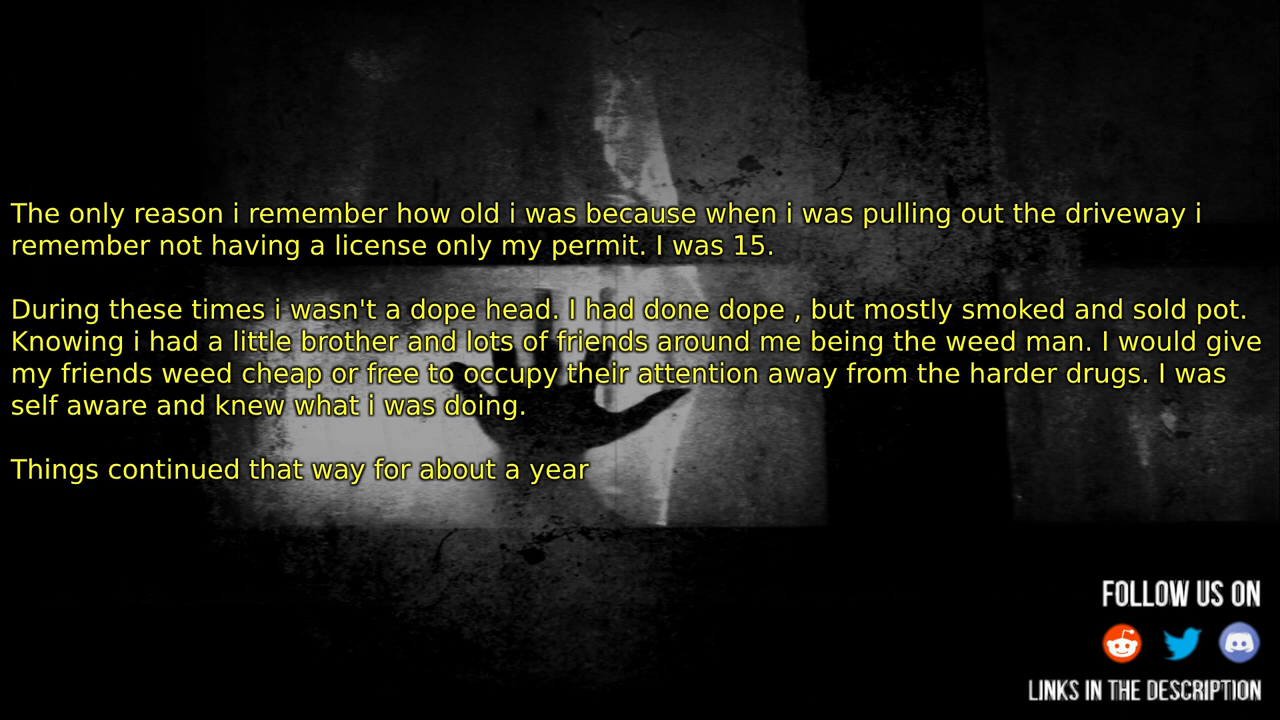 The only reason i remember how old i was because when i was pulling out the driveway i
remember not having a license only my permit. I was 15.
During these times i wasn't a dope head. I had done dope , but mostly smoked and sold pot.
Knowing i had a little brother and lots of friends around me being the weed man. I would give
my friends weed cheap or free to occupy their attention away from the harder drugs. I was
self aware and knew what i was doing.
Things continued that way for about a year
FOLLOW US ON
LINKS IN THE DESCRIPTION